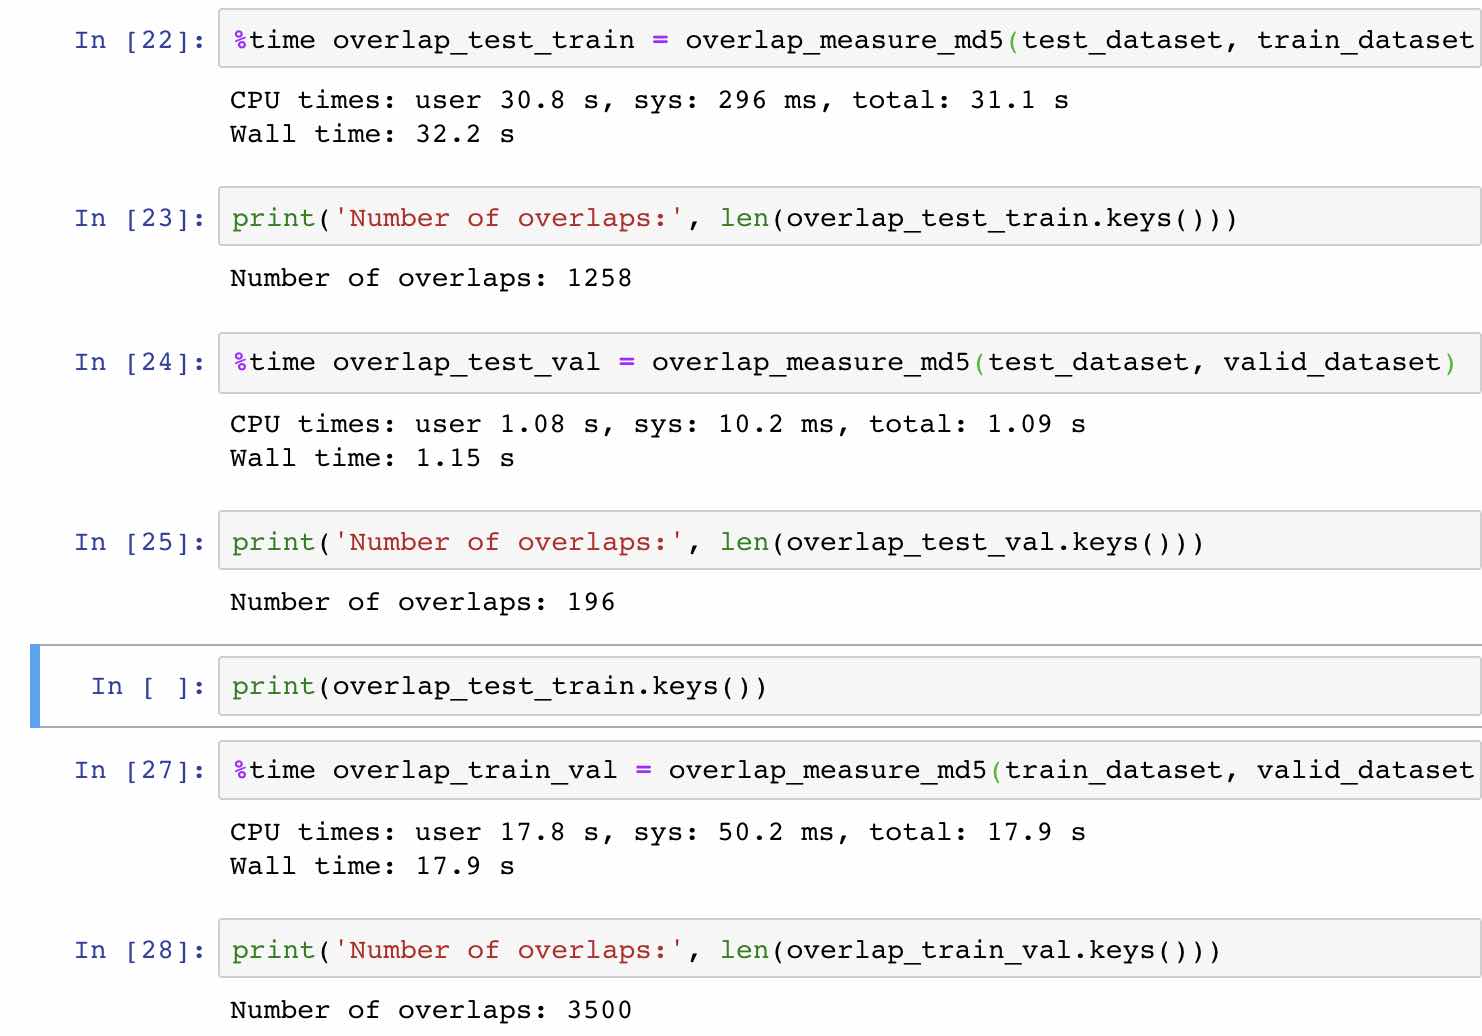 In [22]: %time overlap_test_train = overlap_measure_md5(test_dataset, train_dataset
CPU times: user 30.8 s, sys: 296 ms, total: 31.1 s
Wall time: 32.2 s
In [23]: print('Number of overlaps:', len(overlap_test_train.keys()))
Number of overlaps: 1258
In [24]: %time overlap_test_val = overlap_measure_md5(test_dataset, valid_dataset)
CPU times: user 1.08 s, sys: 10.2 ms, total: 1.09 s
Wall time: 1.15 s
In [25]: print('Number of overlaps:', len(overlap_test_val.keys()))
Number of overlaps: 196
In [ ]: print(overlap_test_train.keys())
In [27]: %time overlap_train_val = overlap_measure_md5(train_dataset, valid_dataset
CPU times: user 17.8 s, sys: 50.2 ms, total: 17.9 s
Wall time: 17.9 s
In [28]: print('Number of overlaps:', len(overlap_train_val.keys()))
Number of overlaps: 3500